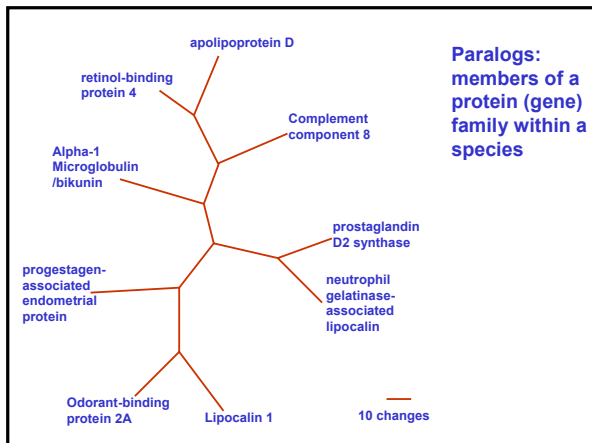 apolipoprotein D
retinol-binding
protein 4
Complement
component 8
Alpha-1
Microglobulin
/bikunin
prostaglandin
D2 synthase
progestagen-
associated
endometrial
protein
neutrophil
gelatinase-
associated
lipocalin
Odorant-binding
protein 2A
Lipocalin 1
10 changes
Paralogs:
members of a
protein (gene)
family within a
species